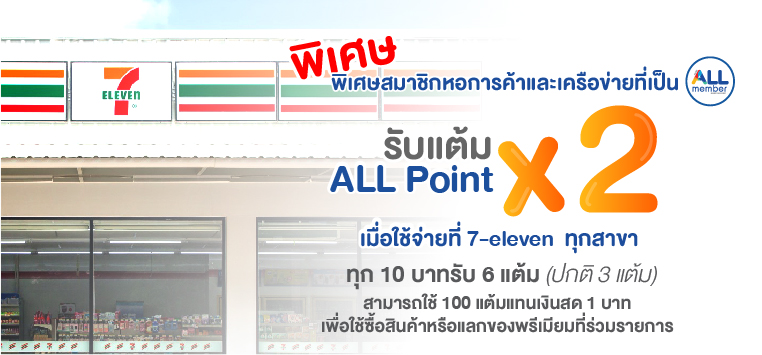 พิเศษ
พิเศษสมาชิกหอการค้าและเครือข่ายที่เป็น
ALL
member
7
ELEVEN
รับแต้ม
ALL Point
x2
เมื่อใช้จ่ายที่ 7-eleven ทุกสาขา
ทุก 10 บาทรับ 6 แต้ม (ปกติ 3 แต้ม)
สามารถใช้ 100 แต้มแทนเงินสด 1 บาท
เพื่อใช้ซื้อสินค้าหรือแลกของพรีเมียมที่ร่วมรายการ